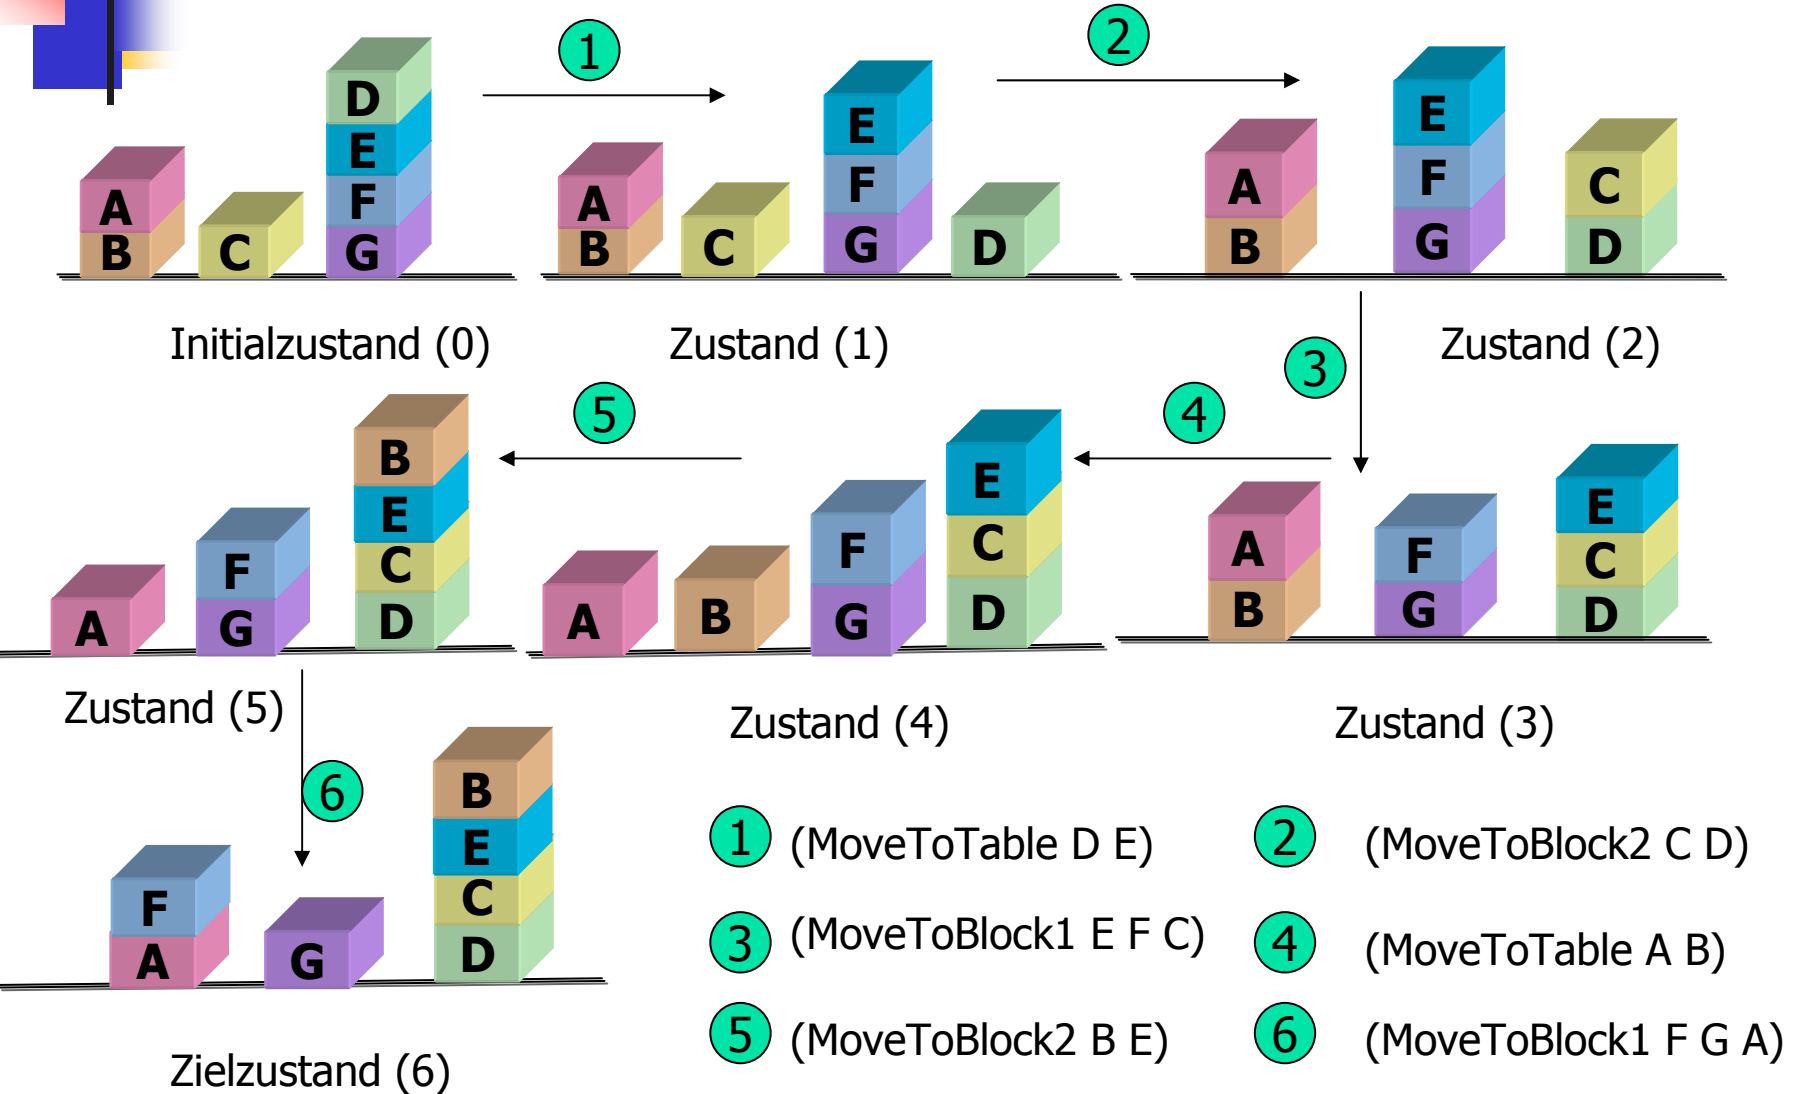 1
2
D
E
E
E
A
A
F
F
A
F
C
B
C
G
B
C
G
D
B
G
D
Initialzustand (0)
Zustand (1)
Zustand (2)
3
5
4
B
E
E
E
F
F
A
F
C
C
C
A
G
D
A
B
G
D
B
G
D
Zustand (5)
Zustand (4)
Zustand (3)
6
B
E
F
C
A
G
D
Zielzustand (6)
1 (MoveToTable D E)
2 (MoveToBlock2 C D)
3 (MoveToBlock1 E F C)
4 (MoveToTable A B)
5 (MoveToBlock2 B E)
6 (MoveToBlock1 F G A)